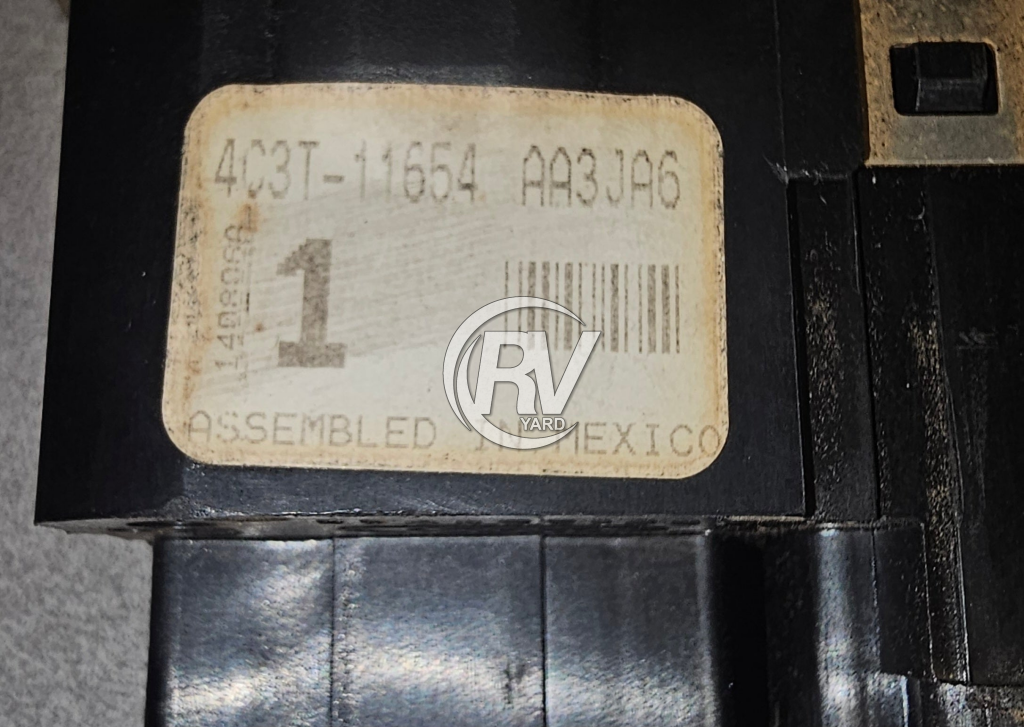 4C3T-11654 AA3JA6
1
ASSEMBLED IN MEXICO
RV
YARD